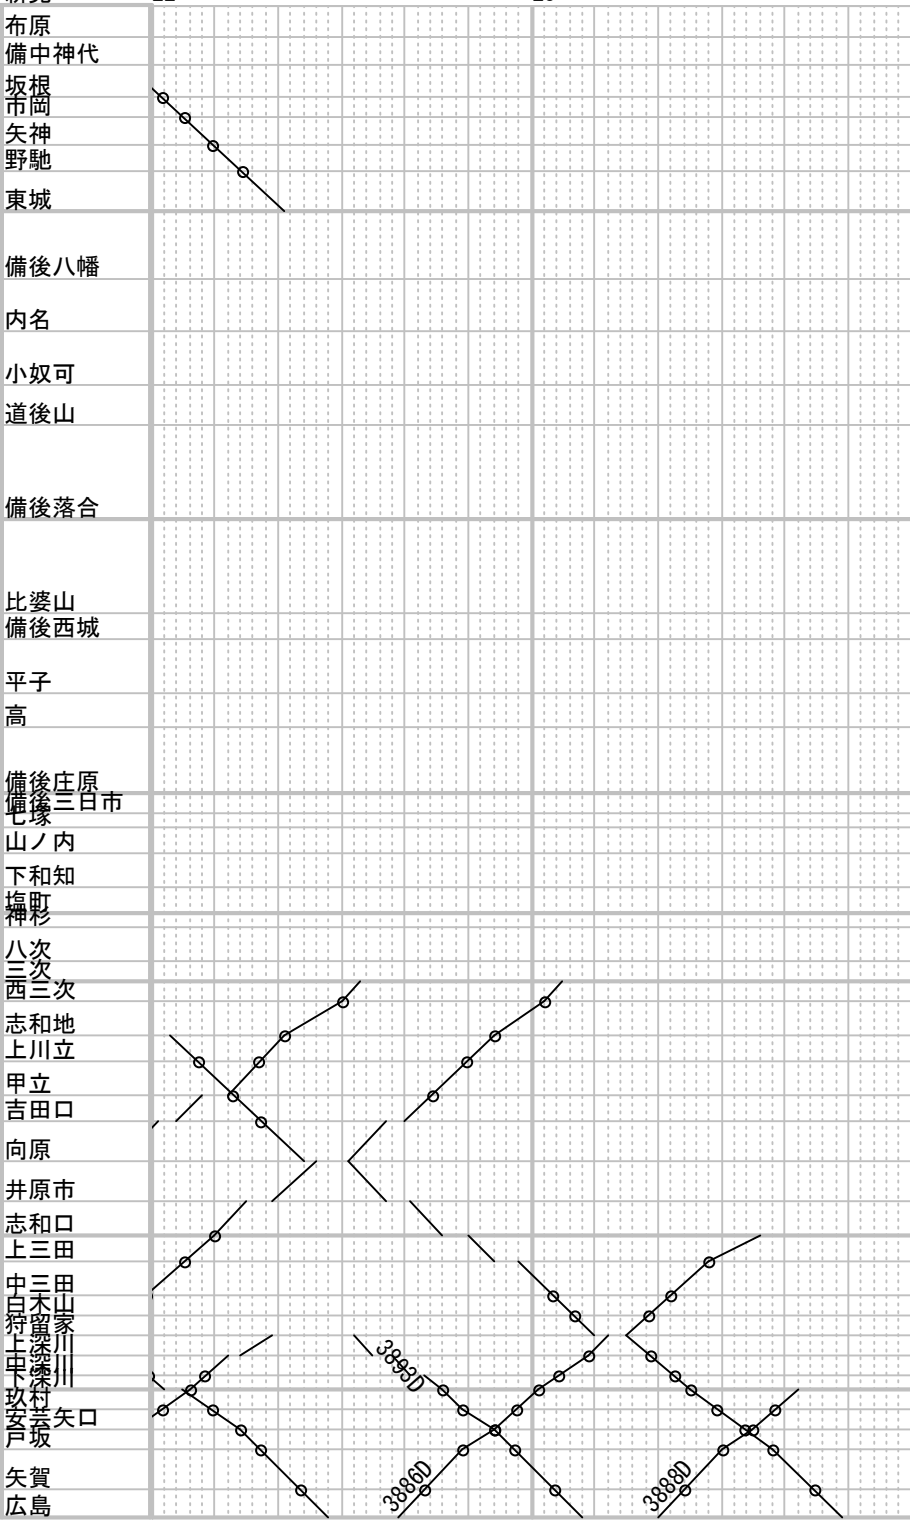 布原
備中神代
坂根
市岡
矢神
野馳
東城
備後八幡
内名
小奴可
道後山
備後落合
比婆山
備後西城
平子
高
備後庄原
備後三日市
七塚
山ノ内
下和知
塩町
神杉
八次
三次
西三次
志和地
上川立
甲立
吉田口
向原
井原市
志和口
上三田
中三田
白木山
狩留家
上深川
中深川
下深川
玖村
安芸矢口
戸坂
矢賀
広島
3893D
3886D
3888D